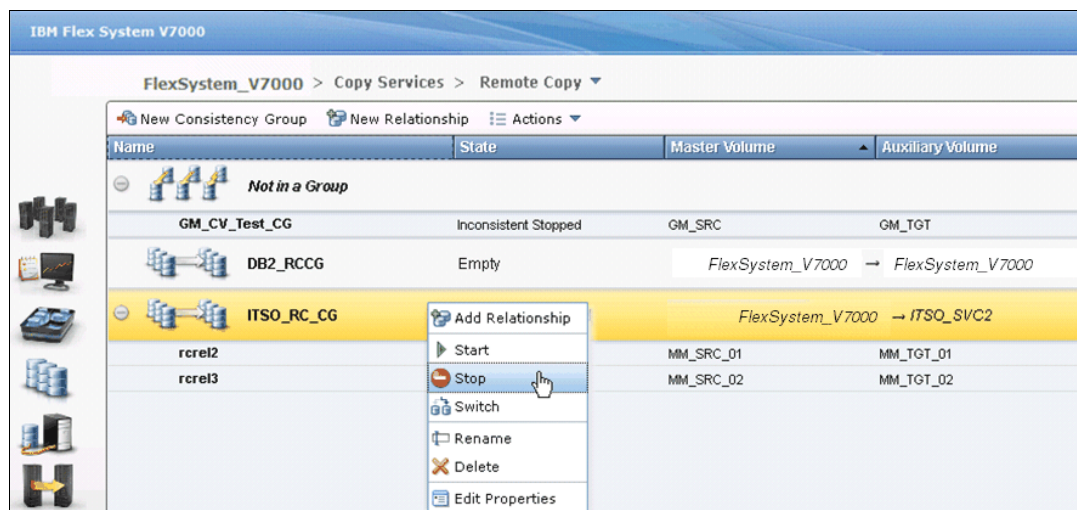 IBM Flex System V7000
FlexSystem_V7000 > Copy Services > Remote Copy
New Consistency Group New Relationship Actions
Name State Master Volume Auxiliary Volume
Not in a Group
GM_CV_Test_CG Inconsistent Stopped GM_SRC GM_TGT
DB2_RCCG Empty FlexSystem_V7000 → FlexSystem_V7000
ITSO_RC_CG FlexSystem_V7000 → ITSO_SVC2
Add Relationship
rcrel2 MM_SRC_01 MM_TGT_01
Start
rcrel3 MM_SRC_02 MM_TGT_02
Stop
Switch
Rename
Delete
Edit Properties